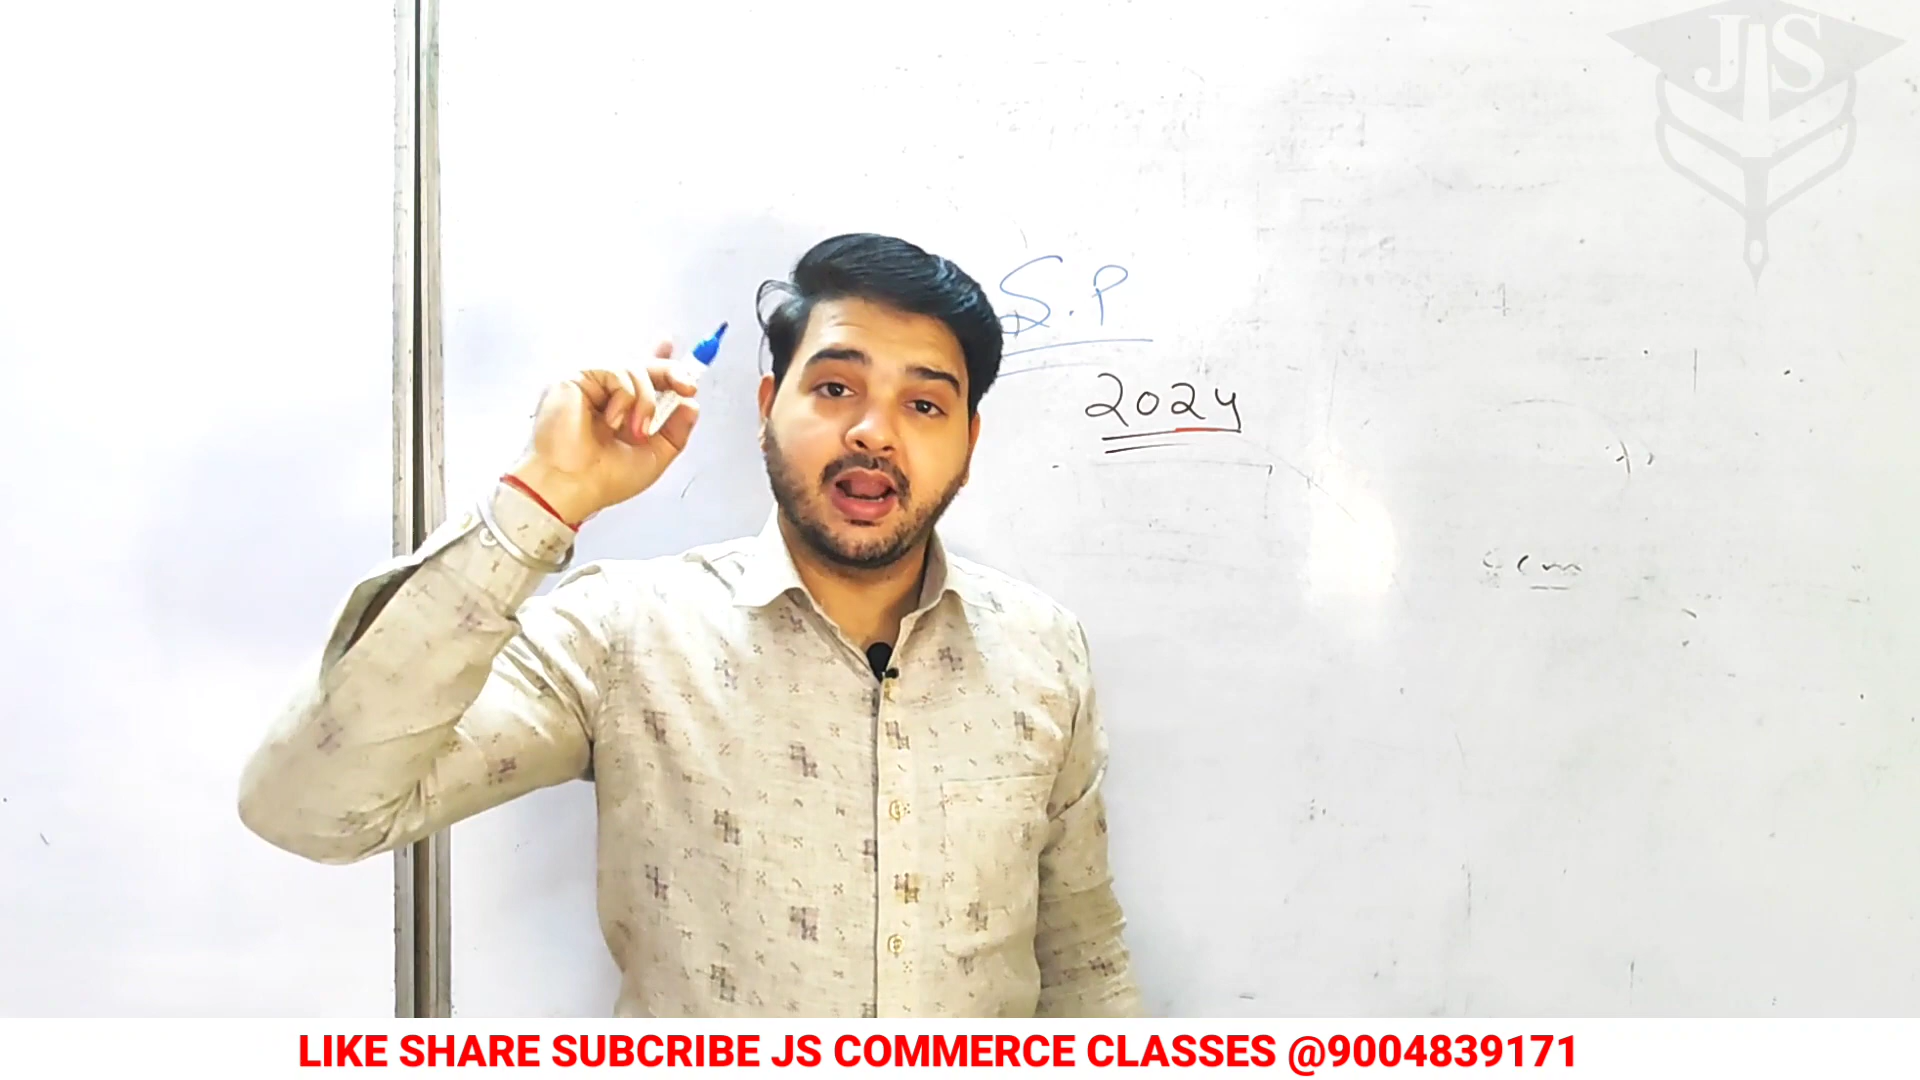 JS
S.P
2024
LIKE SHARE SUBCRIBE JS COMMERCE CLASSES @9004839171